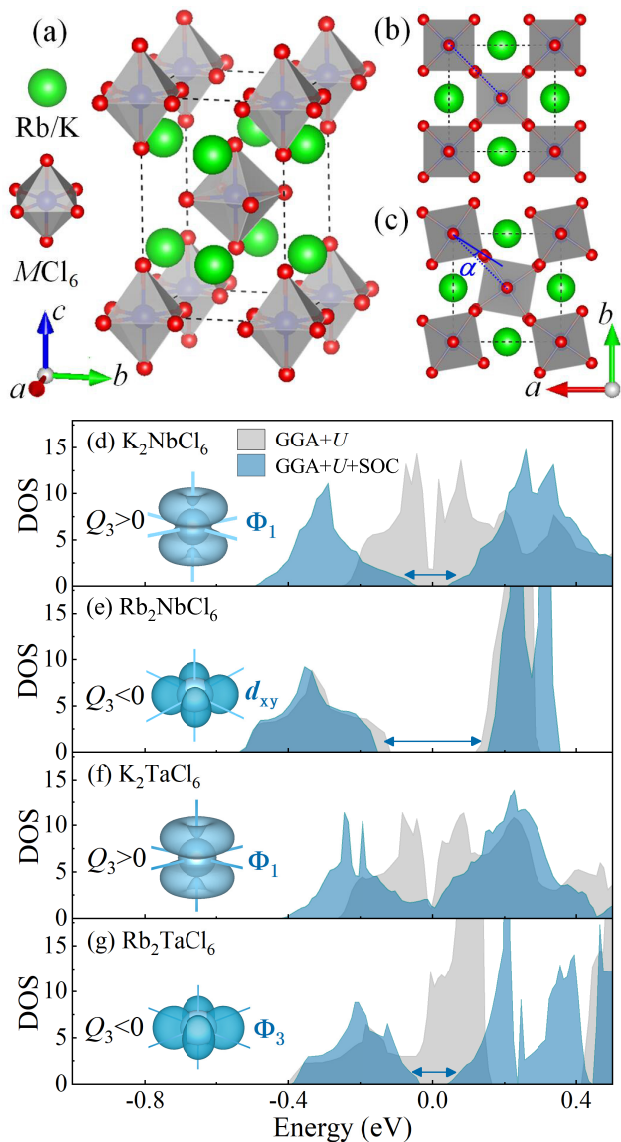 (a)
Rb/K
MCl₆
c
b
a
(b)
(c)
α
b
a
(d) K₂NbCl₆
GGA+U
GGA+U+SOC
Q₃>0
Φ₁
DOS
15
10
5
0
(e) Rb₂NbCl₆
Q₃<0
dxy
DOS
15
10
5
0
(f) K₂TaCl₆
Q₃>0
Φ₁
DOS
15
10
5
0
(g) Rb₂TaCl₆
Q₃<0
Φ₃
DOS
15
10
5
0
-0.8 -0.4 0.0 0.4
Energy (eV)